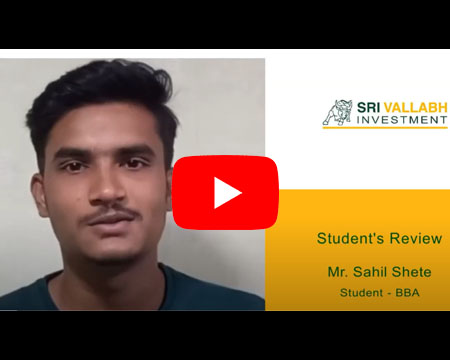 SRI VALLABH
INVESTMENT
Student's Review
Mr. Sahil Shete
Student - BBA